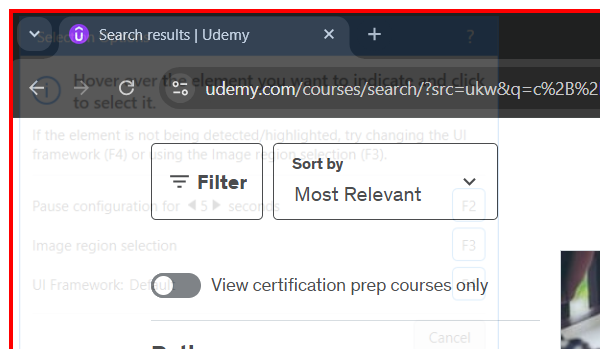 Selection Options ?
Search results | Udemy
Hover over the element you want to indicate and click
to select it.
udemy.com/courses/search/?src=ukw&q=c%2B%2
If the element is not being detected/highlighted, try changing the UI
framework (F4) or using the Image region selection (F3).
Filter
Sort by
Most Relevant
Pause configuration for 5 seconds F2
Image region selection F3
UI Framework: Default
View certification prep courses only
Cancel